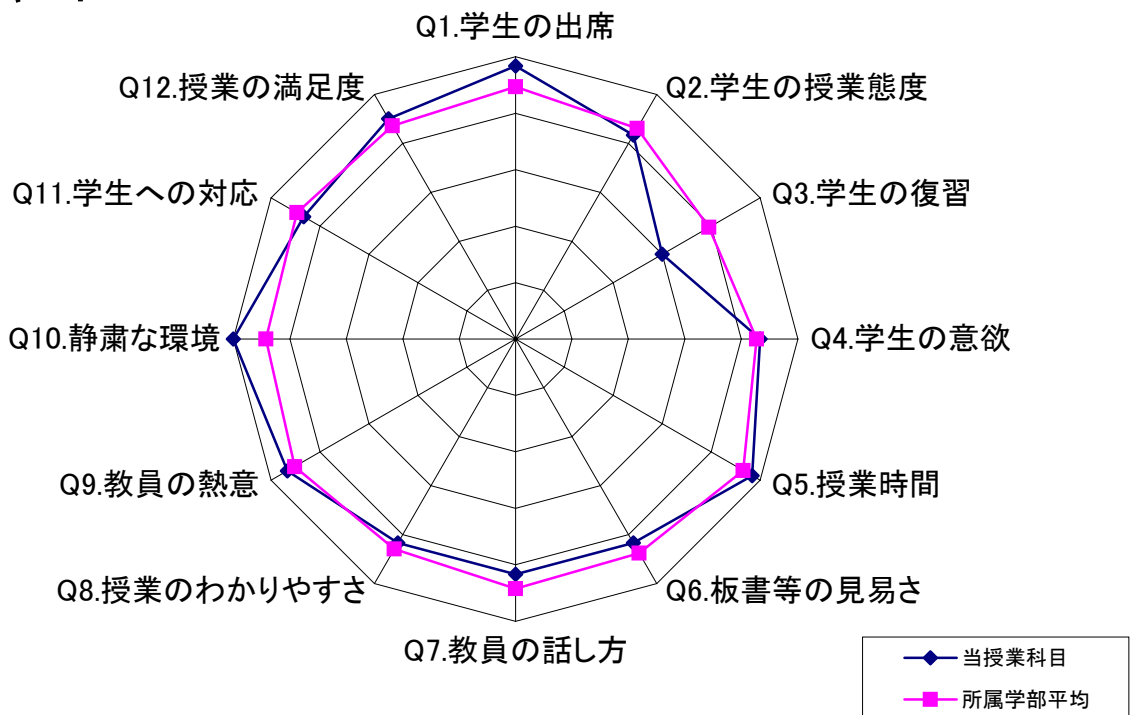 Q1.学生の出席
Q2.学生の授業態度
Q3.学生の復習
Q4.学生の意欲
Q5.授業時間
Q6.板書等の見易さ
Q7.教員の話し方
Q8.授業のわかりやすさ
Q9.教員の熱意
Q10.静粛な環境
Q11.学生への対応
Q12.授業の満足度
当授業科目
所属学部平均